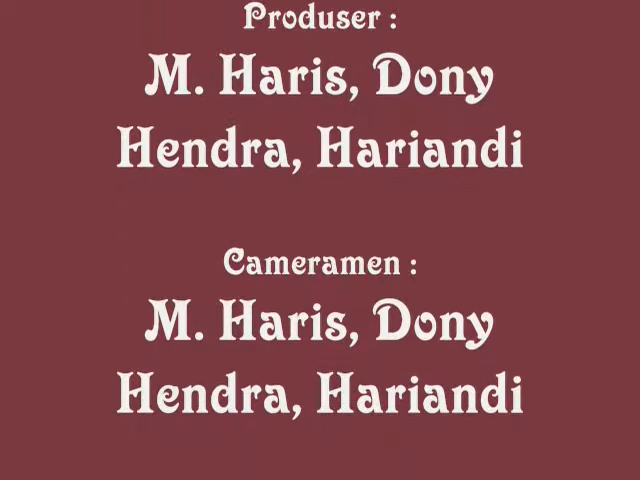 Produser :
M. Haris, Dony
Hendra, Hariandi
Cameramen :
M. Haris, Dony
Hendra, Hariandi